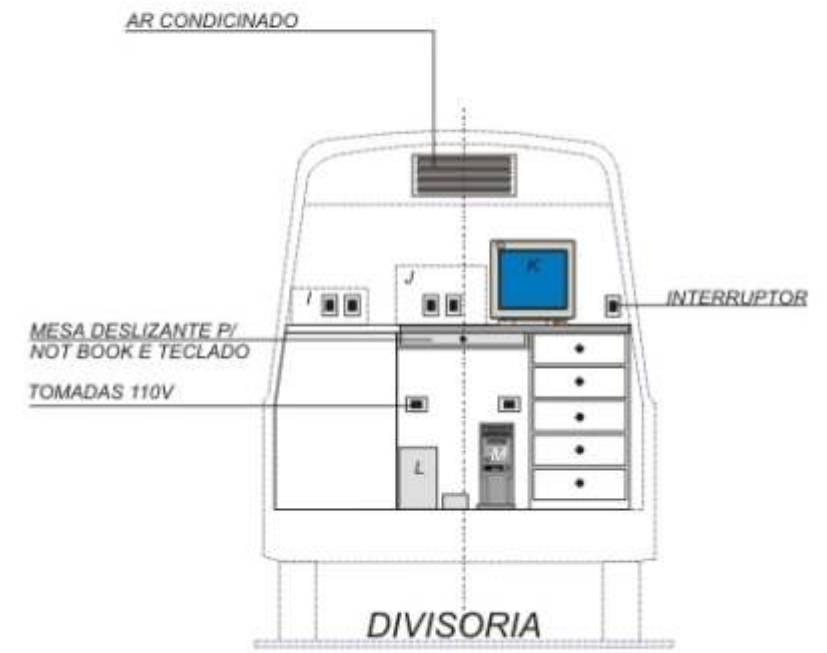 AR CONDICINADO
K
J
I
INTERRUPTOR
MESA DESLIZANTE P/
NOT BOOK E TECLADO
TOMADAS 110V
M
L
DIVISORIA